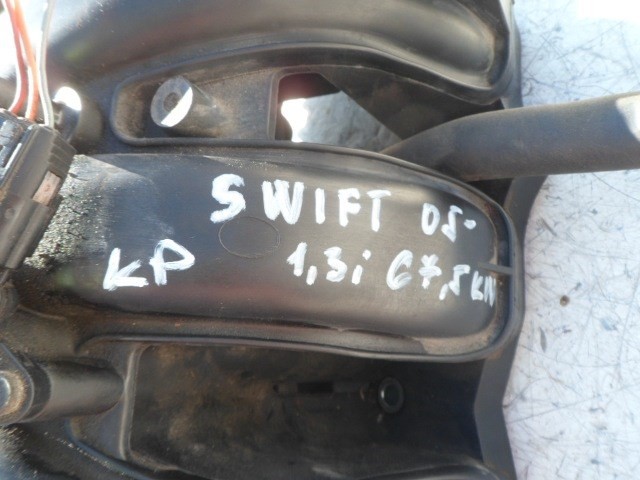 SWIFT 05-
KP 1,3i 67,5KW